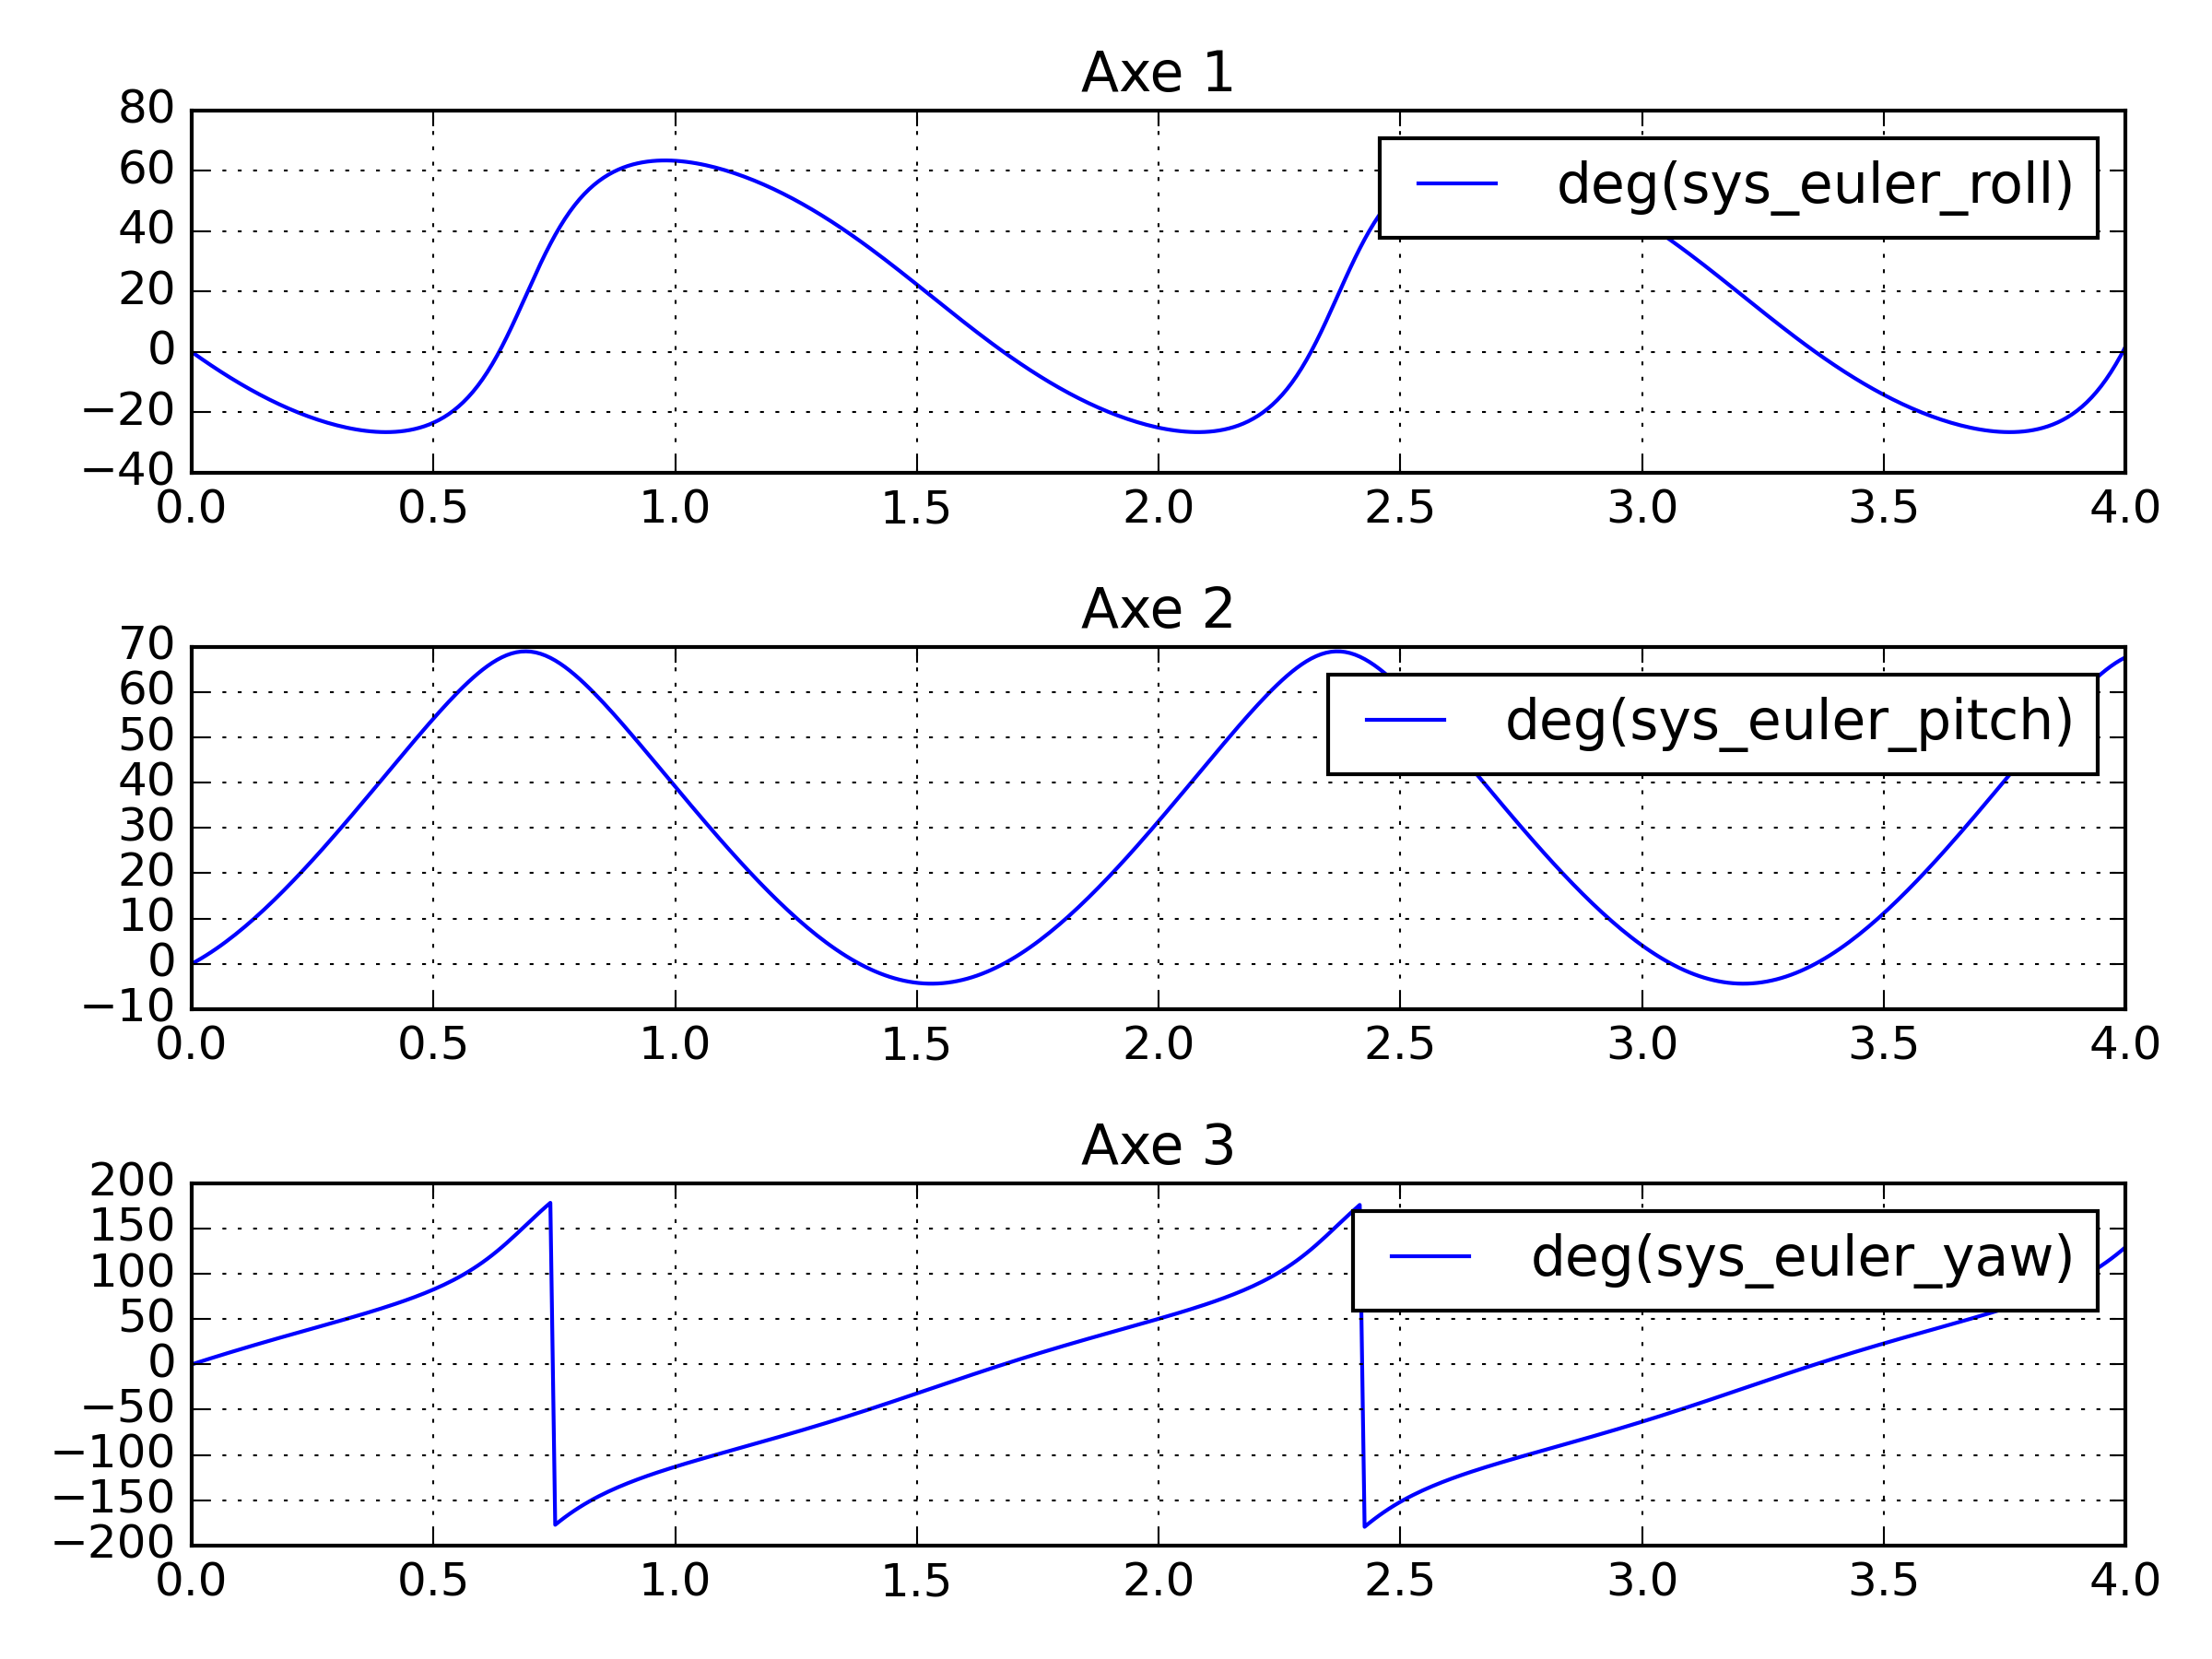 Axe 1
80
60
40
20
0
−20
−40
deg(sys_euler_roll)
0.0 0.5 1.0 1.5 2.0 2.5 3.0 3.5 4.0
Axe 2
70
60
50
40
30
20
10
0
−10
deg(sys_euler_pitch)
0.0 0.5 1.0 1.5 2.0 2.5 3.0 3.5 4.0
Axe 3
200
150
100
50
0
−50
−100
−150
−200
deg(sys_euler_yaw)
0.0 0.5 1.0 1.5 2.0 2.5 3.0 3.5 4.0